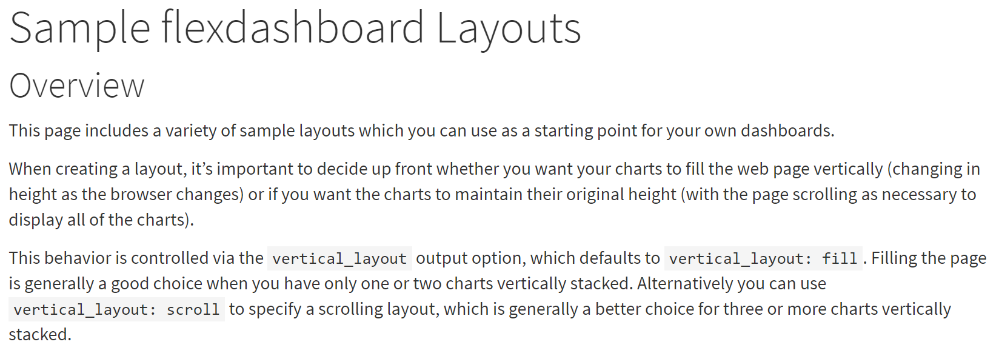 Sample flexdashboard Layouts
Overview
This page includes a variety of sample layouts which you can use as a starting point for your own dashboards.
When creating a layout, it’s important to decide up front whether you want your charts to fill the web page vertically (changing in
height as the browser changes) or if you want the charts to maintain their original height (with the page scrolling as necessary to
display all of the charts).
This behavior is controlled via the vertical_layout output option, which defaults to vertical_layout: fill. Filling the page
is generally a good choice when you have only one or two charts vertically stacked. Alternatively you can use
vertical_layout: scroll to specify a scrolling layout, which is generally a better choice for three or more charts vertically
stacked.